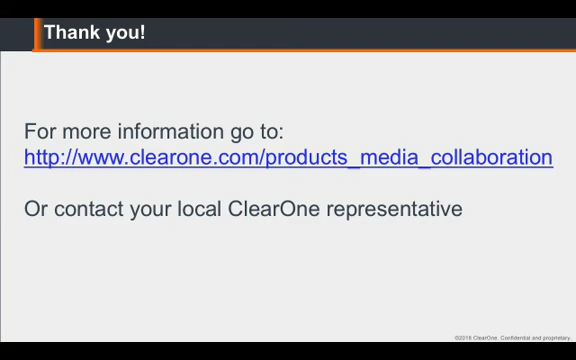 Thank you!
For more information go to:
http://www.clearone.com/products_media_collaboration
Or contact your local ClearOne representative
©2016 ClearOne. Confidential and proprietary.